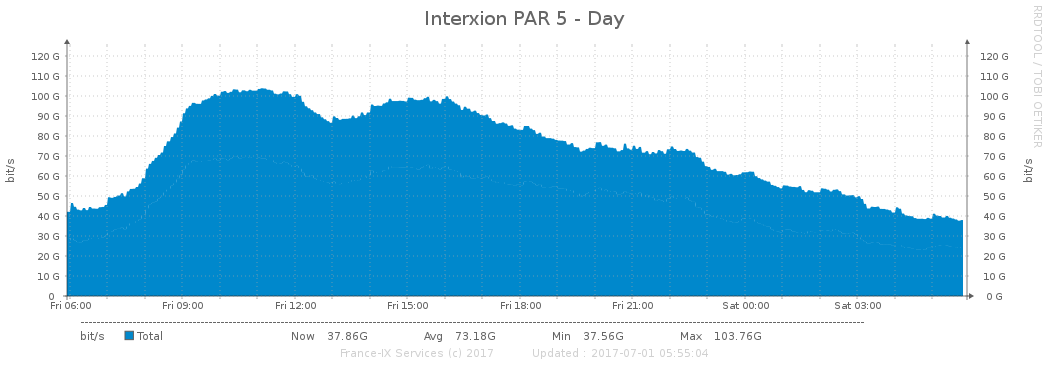 Interxion PAR 5 - Day
RRDTOOL / TOBI OETIKER
120 G 120 G
110 G 110 G
100 G 100 G
90 G 90 G
80 G 80 G
70 G 70 G
60 G 60 G
50 G 50 G
40 G 40 G
30 G 30 G
20 G 20 G
10 G 10 G
0 0 G
bit/s
bit/s
Fri 06:00 Fri 09:00 Fri 12:00 Fri 15:00 Fri 18:00 Fri 21:00 Sat 00:00 Sat 03:00
bit/s Total Now 37.86G Avg 73.18G Min 37.56G Max 103.76G
France-IX Services (c) 2017 Updated : 2017-07-01 05:55:04